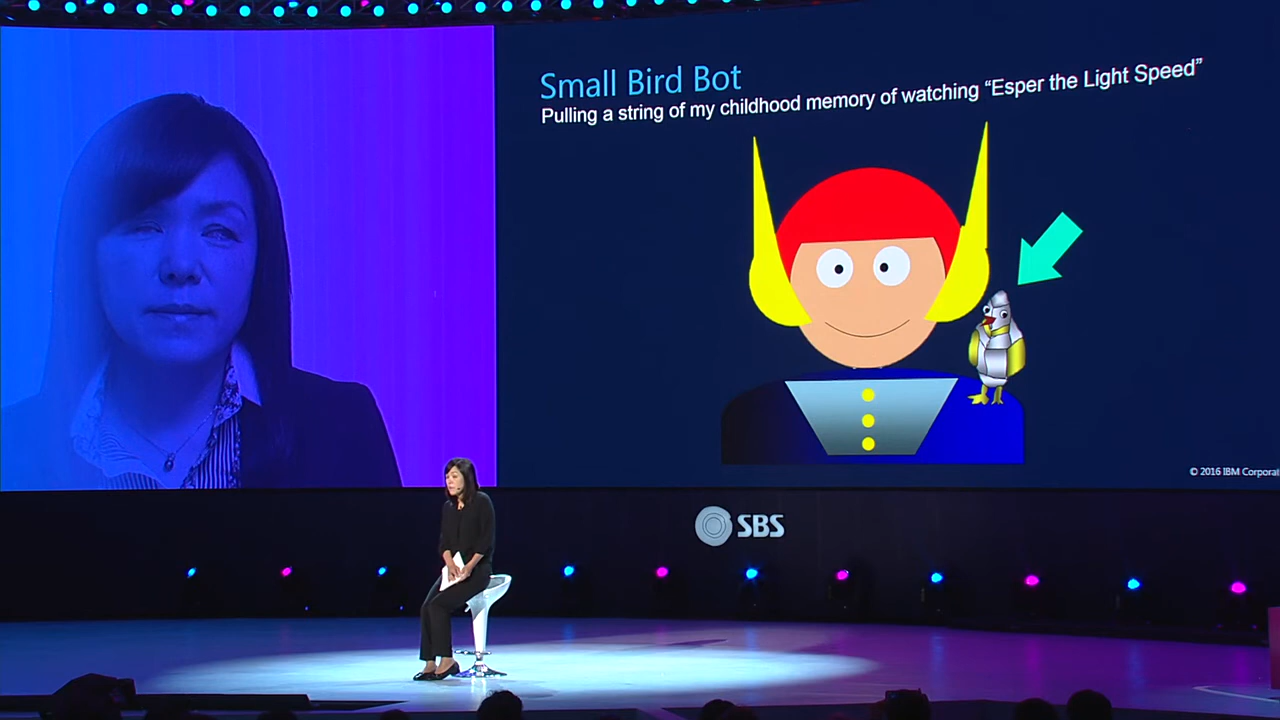 Small Bird Bot
Pulling a string of my childhood memory of watching “Esper the Light Speed”
© 2016 IBM Corporat
SBS